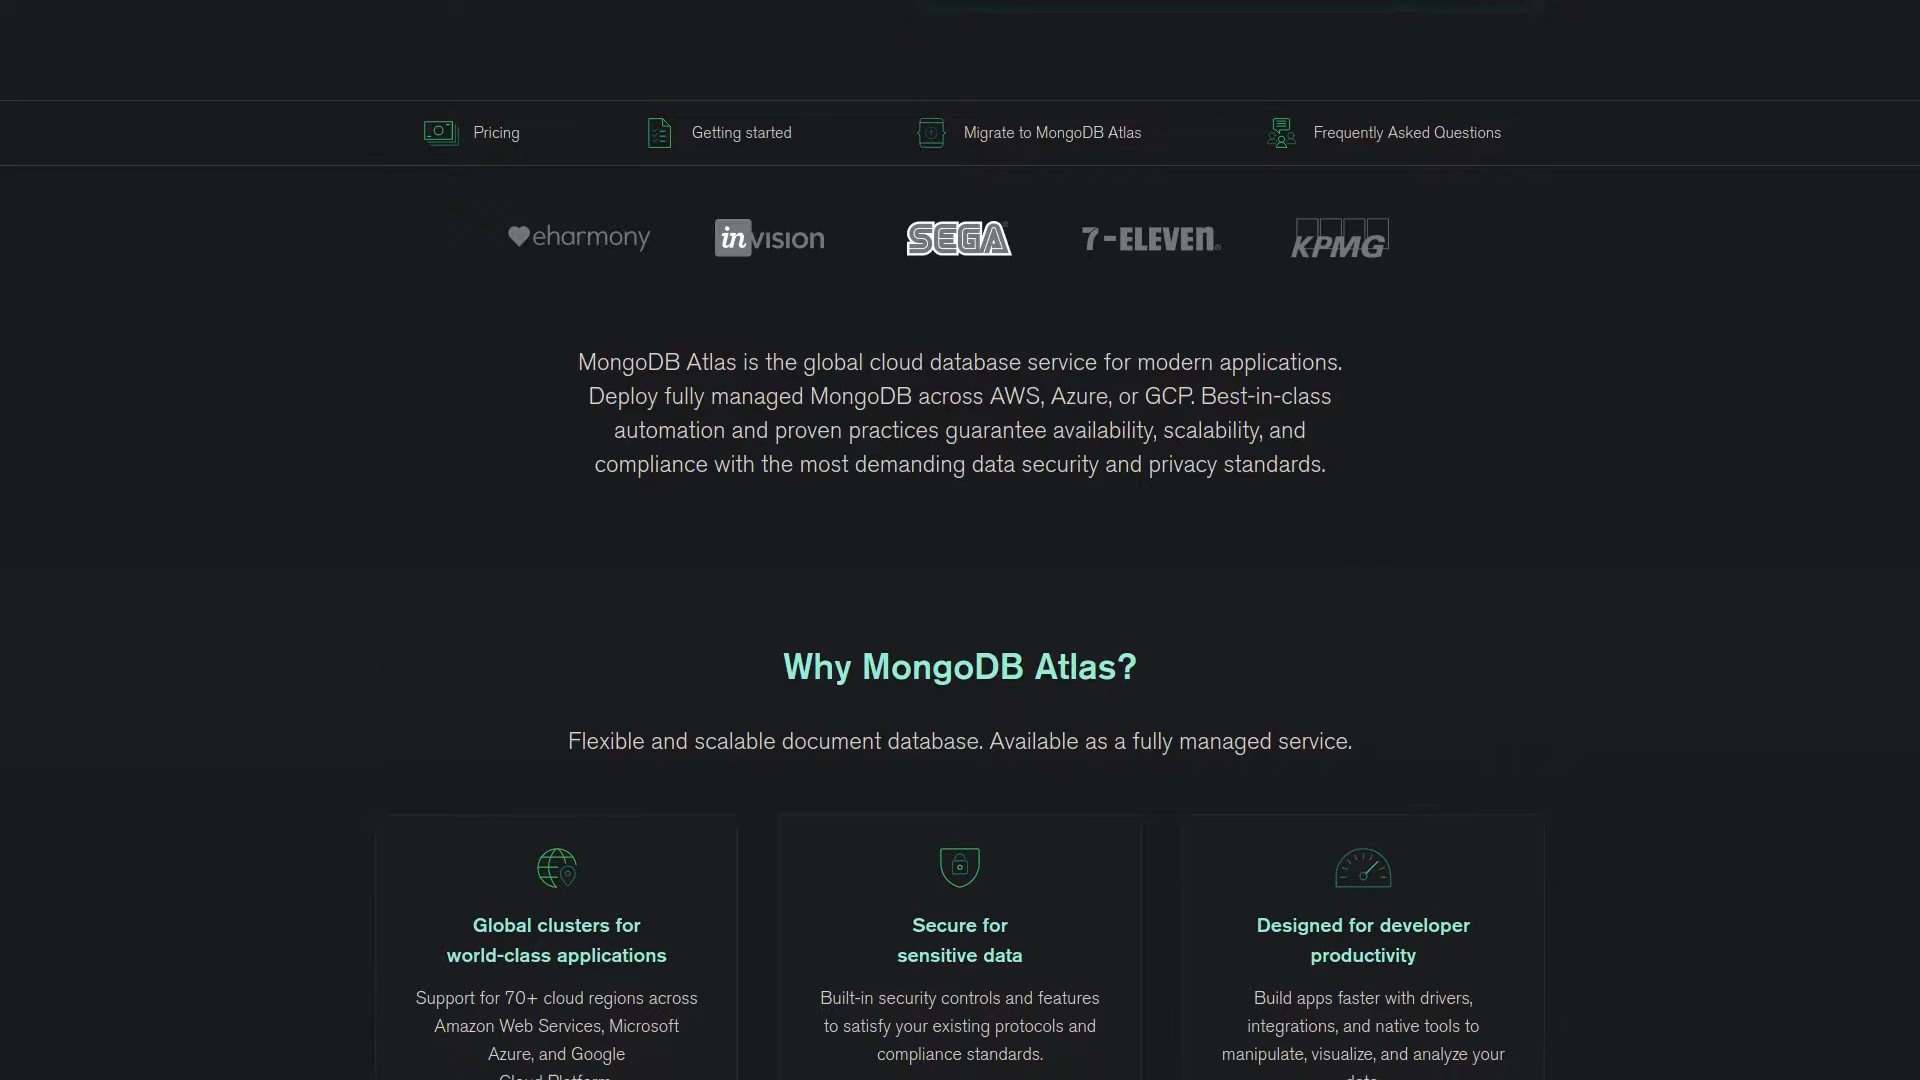 Pricing
Getting started
Migrate to MongoDB Atlas
Frequently Asked Questions
eharmony
invision
SEGA
7-ELEVEN®
KPMG
MongoDB Atlas is the global cloud database service for modern applications.
Deploy fully managed MongoDB across AWS, Azure, or GCP. Best-in-class
automation and proven practices guarantee availability, scalability, and
compliance with the most demanding data security and privacy standards.
Why MongoDB Atlas?
Flexible and scalable document database. Available as a fully managed service.
Global clusters for
world-class applications
Support for 70+ cloud regions across
Amazon Web Services, Microsoft
Azure, and Google
Cloud Platform
Secure for
sensitive data
Built-in security controls and features
to satisfy your existing protocols and
compliance standards.
Designed for developer
productivity
Build apps faster with drivers,
integrations, and native tools to
manipulate, visualize, and analyze your
data